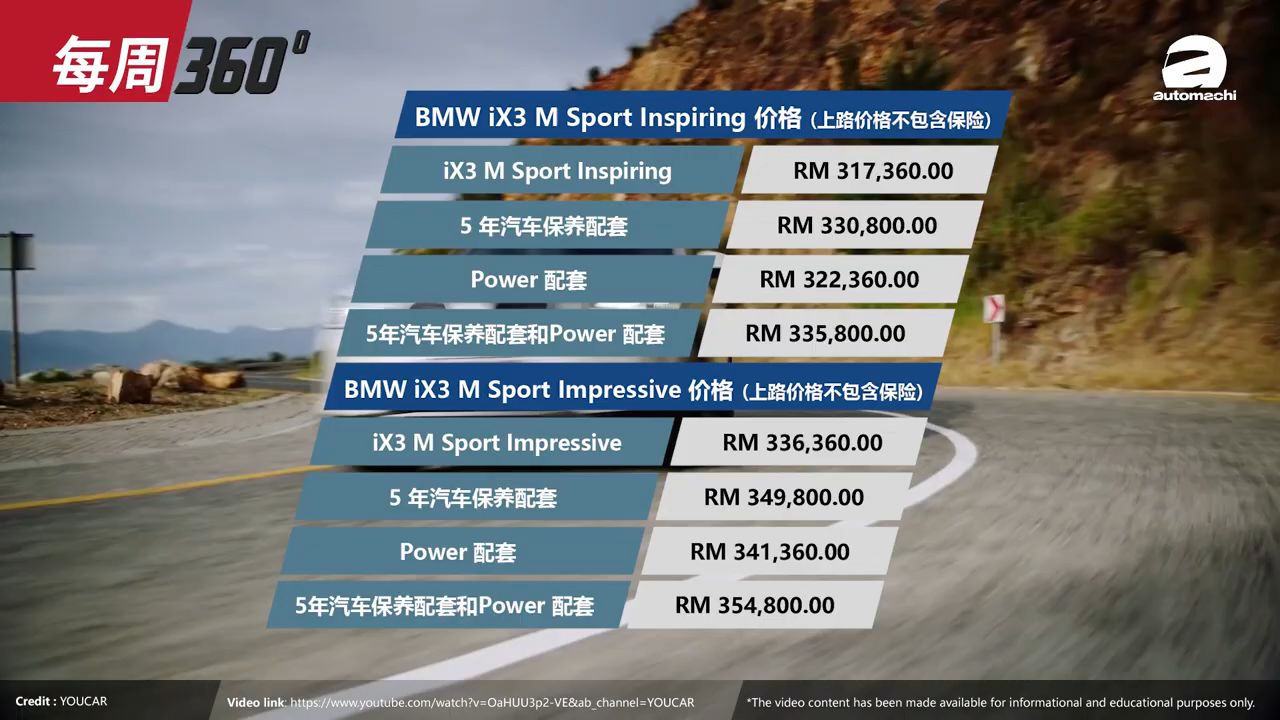 每周360°
automachi
BMW iX3 M Sport Inspiring 价格 (上路价格不包含保险)
iX3 M Sport Inspiring RM 317,360.00
5 年汽车保养配套 RM 330,800.00
Power 配套 RM 322,360.00
5年汽车保养配套和Power 配套 RM 335,800.00
BMW iX3 M Sport Impressive 价格 (上路价格不包含保险)
iX3 M Sport Impressive RM 336,360.00
5 年汽车保养配套 RM 349,800.00
Power 配套 RM 341,360.00
5年汽车保养配套和Power 配套 RM 354,800.00
Credit : YOUCAR
Video link: https://www.youtube.com/watch?v=OaHUU3p2-VE&ab_channel=YOUCAR
*The video content has been made available for informational and educational purposes only.